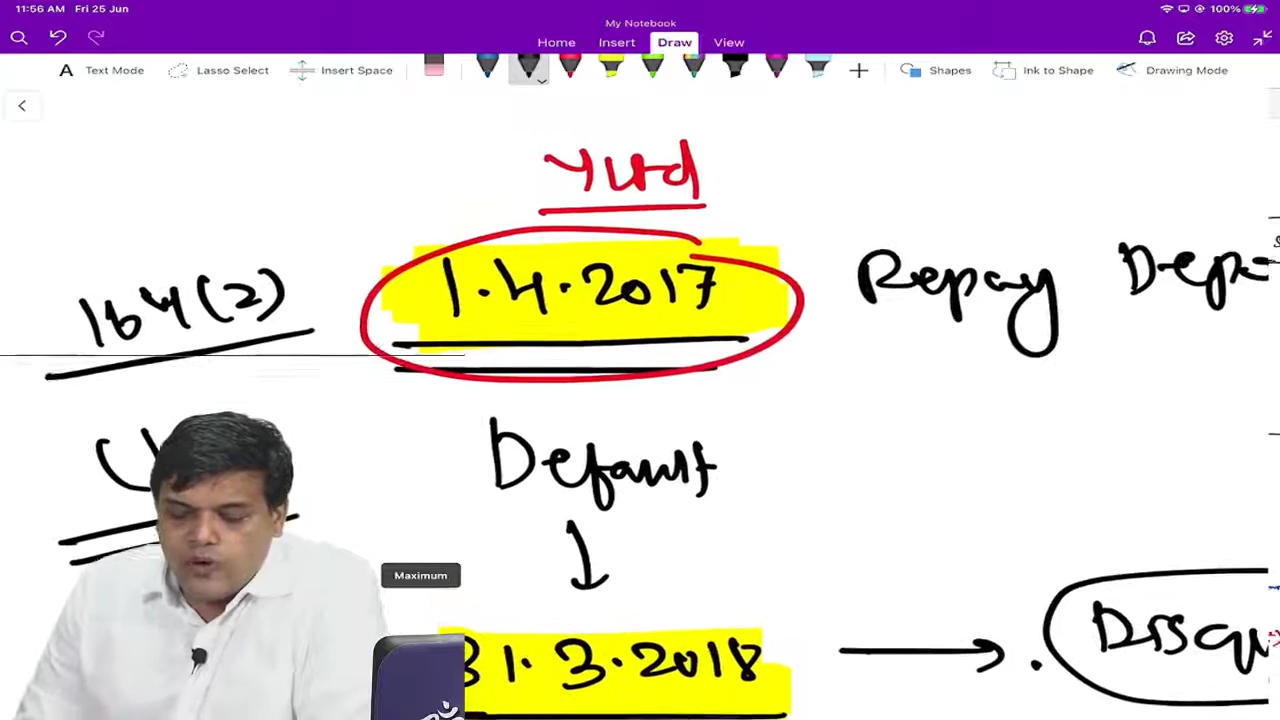 11:56 AM Fri 25 Jun
100%
My Notebook
Home Insert Draw View
Text Mode Lasso Select Insert Space Shapes Ink to Shape Drawing Mode
164(2) 1.4.2017 Repay
Default
Maximum
31.3.2018